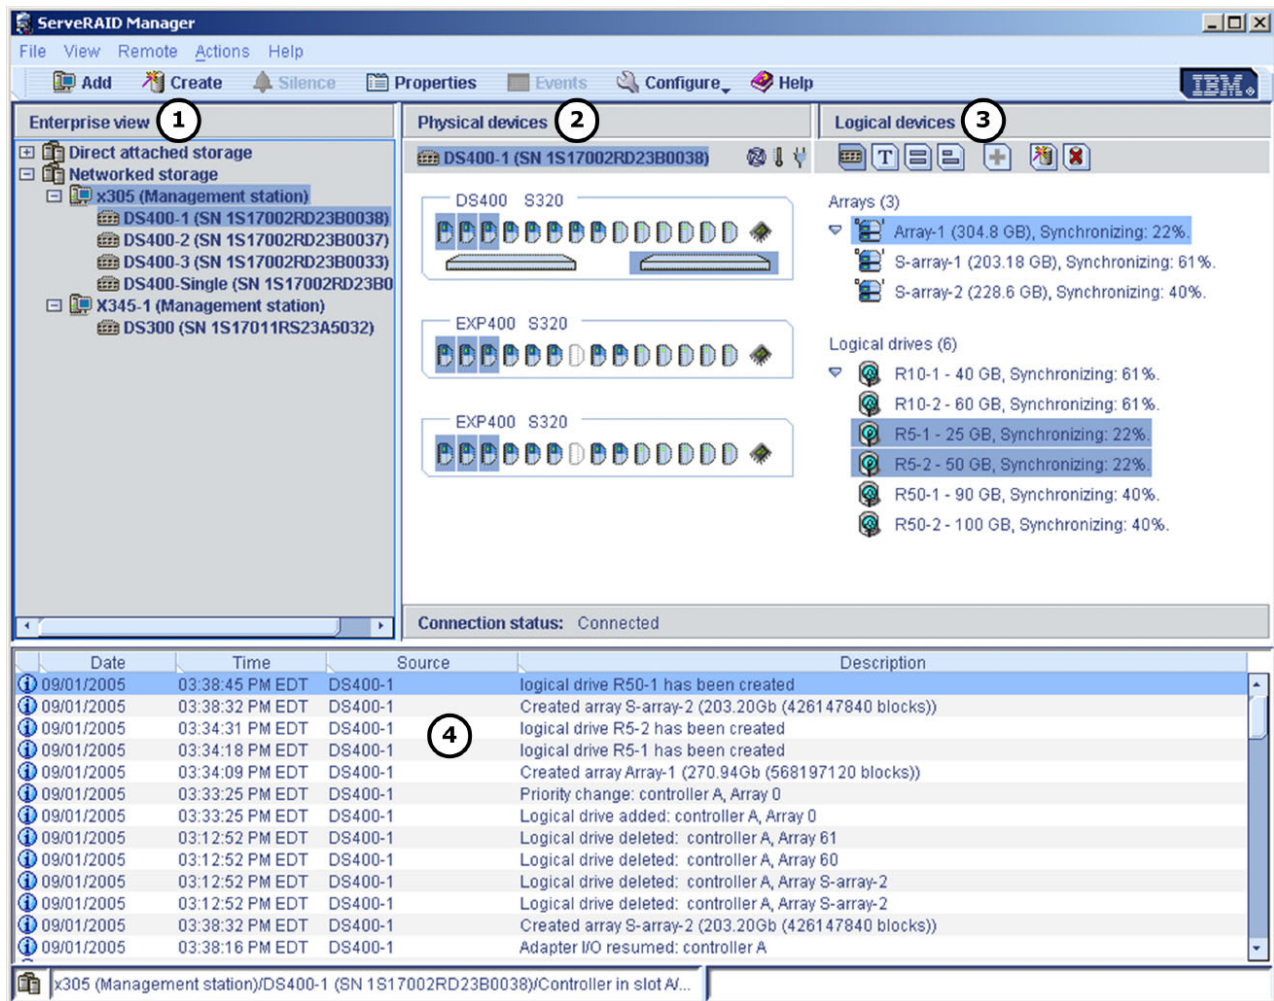 ServeRAID Manager
File View Remote Actions Help
Add Create Silence Properties Events Configure Help IBM
Enterprise view 1
Direct attached storage
Networked storage
x305 (Management station)
DS400-1 (SN 1S17002RD23B0038)
DS400-2 (SN 1S17002RD23B0037)
DS400-3 (SN 1S17002RD23B0033)
DS400-Single (SN 1S17002RD23B0
X345-1 (Management station)
DS300 (SN 1S17011RS23A5032)
Physical devices 2
DS400-1 (SN 1S17002RD23B0038)
DS400 S320
EXP400 S320
EXP400 S320
Logical devices 3
T
Arrays (3)
Array-1 (304.8 GB), Synchronizing: 22%.
S-array-1 (203.18 GB), Synchronizing: 61%.
S-array-2 (228.6 GB), Synchronizing: 40%.
Logical drives (6)
R10-1 - 40 GB, Synchronizing: 61%.
R10-2 - 60 GB, Synchronizing: 61%.
R5-1 - 25 GB, Synchronizing: 22%.
R5-2 - 50 GB, Synchronizing: 22%.
R50-1 - 90 GB, Synchronizing: 40%.
R50-2 - 100 GB, Synchronizing: 40%.
Connection status: Connected
Date Time Source Description
09/01/2005 03:38:45 PM EDT DS400-1 logical drive R50-1 has been created
09/01/2005 03:38:32 PM EDT DS400-1 Created array S-array-2 (203.20Gb (426147840 blocks))
09/01/2005 03:34:31 PM EDT DS400-1 logical drive R5-2 has been created
09/01/2005 03:34:18 PM EDT DS400-1 logical drive R5-1 has been created
09/01/2005 03:34:09 PM EDT DS400-1 Created array Array-1 (270.94Gb (568197120 blocks))
09/01/2005 03:33:25 PM EDT DS400-1 Priority change: controller A, Array 0
09/01/2005 03:33:25 PM EDT DS400-1 Logical drive added: controller A, Array 0
09/01/2005 03:12:52 PM EDT DS400-1 Logical drive deleted: controller A, Array 61
09/01/2005 03:12:52 PM EDT DS400-1 Logical drive deleted: controller A, Array 60
09/01/2005 03:12:52 PM EDT DS400-1 Logical drive deleted: controller A, Array S-array-2
09/01/2005 03:12:52 PM EDT DS400-1 Logical drive deleted: controller A, Array S-array-2
09/01/2005 03:38:32 PM EDT DS400-1 Created array S-array-2 (203.20Gb (426147840 blocks))
09/01/2005 03:38:16 PM EDT DS400-1 Adapter I/O resumed: controller A
4
x305 (Management station)/DS400-1 (SN 1S17002RD23B0038)/Controller in slot A/...